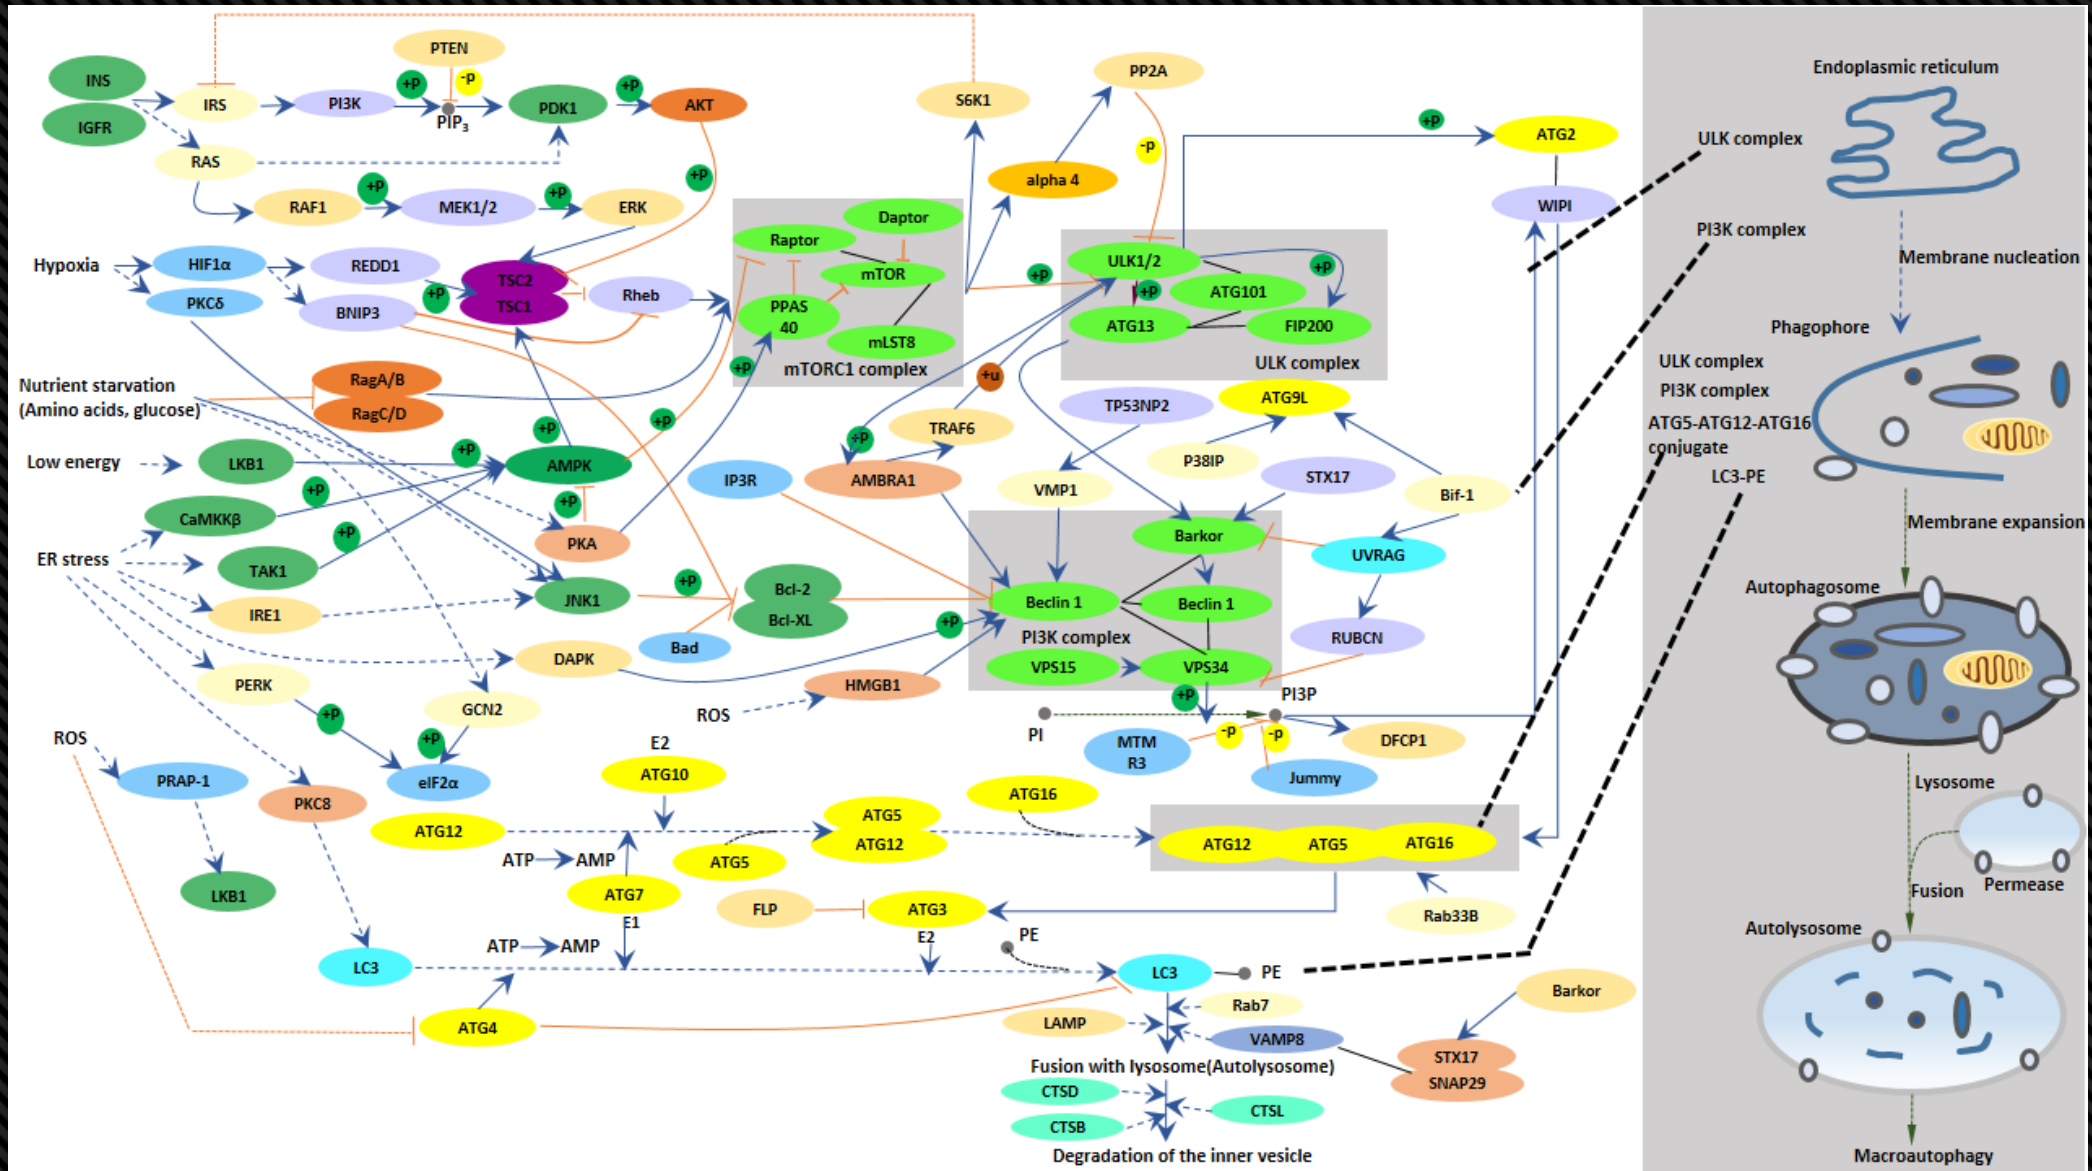 INS
IGFR
IRS
PI3K
+p
PTEN
-p
PIP3
PDK1
+p
AKT
RAS
RAF1
+p
MEK1/2
+p
ERK
+p
Hypoxia
HIF1α
PKCδ
REDD1
BNIP3
+p
TSC2
TSC1
Rheb
Nutrient starvation
(Amino acids, glucose)
RagA/B
RagC/D
Low energy
LKB1
+p
+p
AMPK
+p
+p
CaMKKβ
+p
ER stress
TAK1
+p
PKA
IRE1
JNK1
+p
Bcl-2
Bcl-XL
Bad
DAPK
+p
PERK
+p
GCN2
+p
eIF2α
HMGB1
ROS
ROS
PRAP-1
PKC8
LKB1
Daptor
Raptor
mTOR
PPAS
40
mLST8
mTORC1 complex
+p
S6K1
alpha 4
PP2A
-p
+p
ULK1/2
+p
+p
ATG101
ATG13
FIP200
ULK complex
+p
ATG2
WIPI
+u
TRAF6
+p
AMBRA1
IP3R
TP53NP2
ATG9L
P38IP
STX17
VMP1
Bif-1
Barkor
UVRAG
Beclin 1
Beclin 1
PI3K complex
RUBCN
VPS15
VPS34
+p
PI3P
PI
MTM
R3
-p
-p
DFCP1
Jummy
E2
ATG10
ATG12
ATP
AMP
ATG7
E1
ATG5
ATG5
ATG12
ATG16
ATG12
ATG5
ATG16
Rab33B
FLP
ATG3
E2
PE
ATP
AMP
LC3
ATG4
LC3
PE
Rab7
LAMP
VAMP8
Barkor
STX17
SNAP29
Fusion with lysosome(Autolysosome)
CTSD
CTSL
CTSB
Degradation of the inner vesicle
Endoplasmic reticulum
ULK complex
PI3K complex
Membrane nucleation
Phagophore
ULK complex
PI3K complex
ATG5-ATG12-ATG16
conjugate
LC3-PE
Membrane expansion
Autophagosome
Lysosome
Permease
Fusion
Autolysosome
Macroautophagy